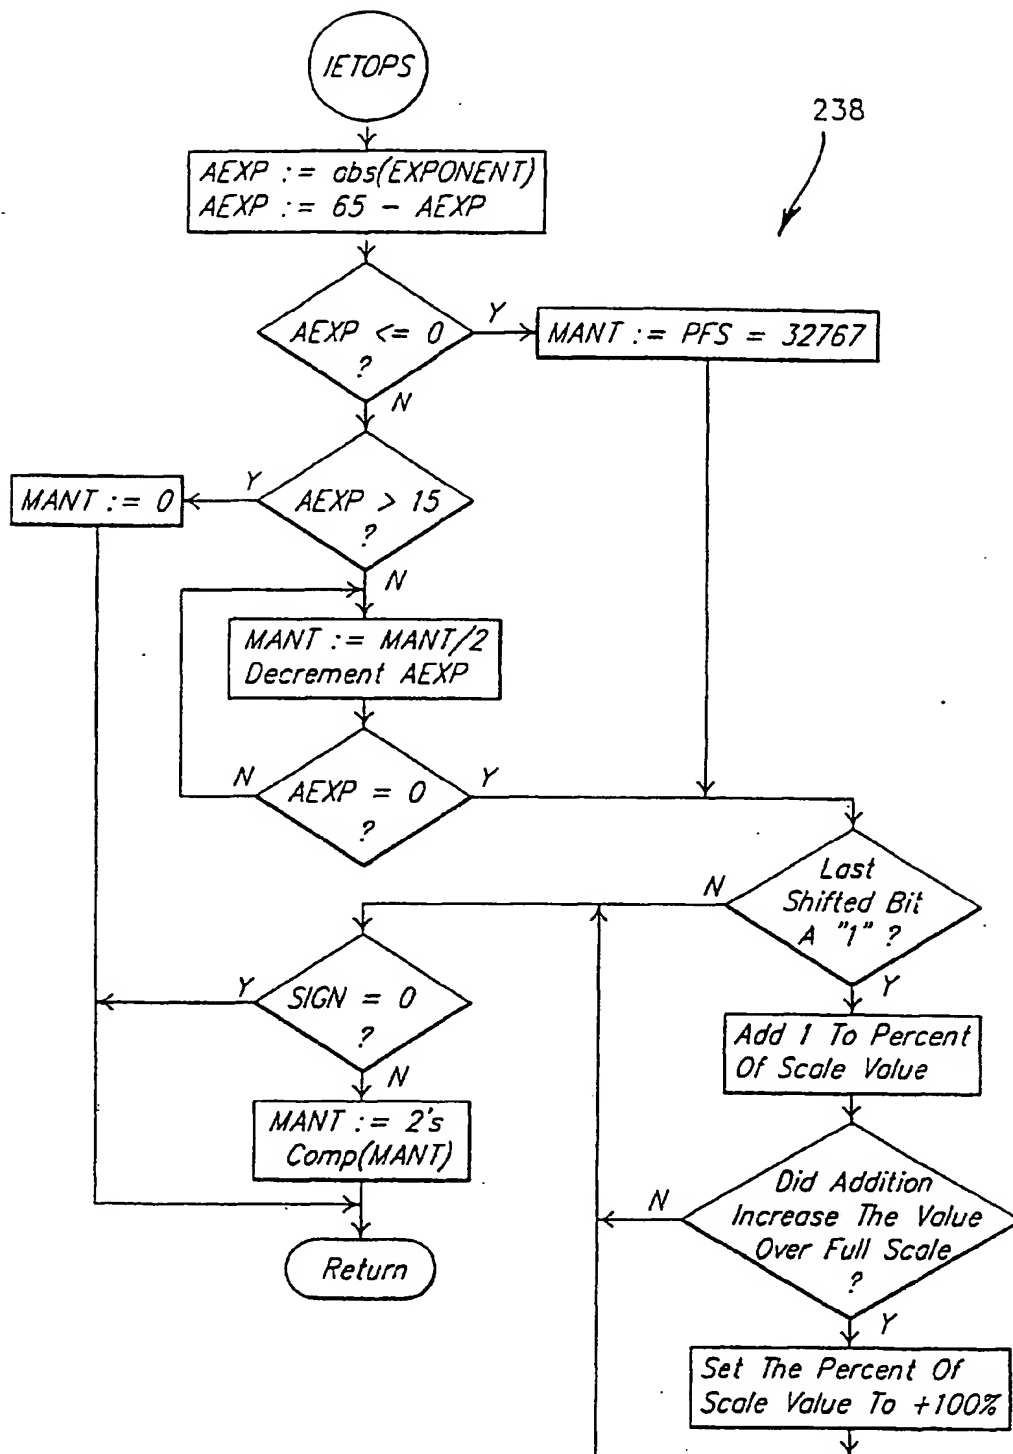 IETOPS
238
AEXP := abs(EXPONENT)
AEXP := 65 - AEXP
AEXP <= 0
?
Y
N
MANT := PFS = 32767
AEXP > 15
?
Y
N
MANT := 0
MANT := MANT/2
Decrement AEXP
AEXP = 0
?
N
Y
Last
Shifted Bit
A "1" ?
N
Y
SIGN = 0
?
Y
N
Add 1 To Percent
Of Scale Value
MANT := 2's
Comp(MANT)
Did Addition
Increase The Value
Over Full Scale
?
N
Y
Return
Set The Percent Of
Scale Value To +100%